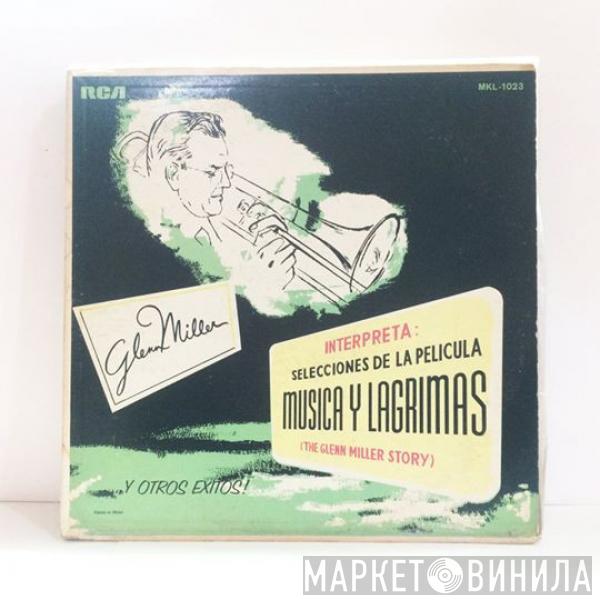 RCA
MKL-1023
Glenn Miller
INTERPRETA:
SELECCIONES DE LA PELICULA
MUSICA Y LAGRIMAS
(THE GLENN MILLER STORY)
...Y OTROS EXITOS!
МАРКЕТ ВИНИЛА